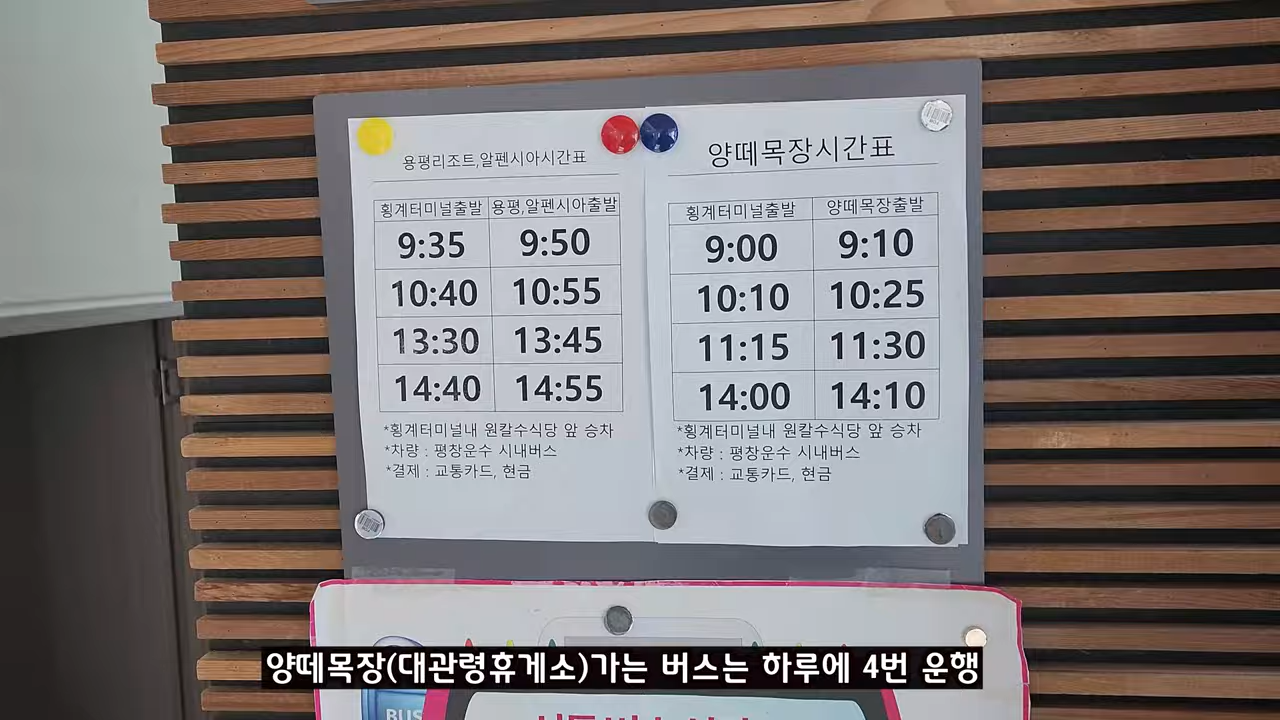 용평리조트,알펜시아시간표
횡계터미널출발 용평,알펜시아출발
9:35 9:50
10:40 10:55
13:30 13:45
14:40 14:55
*횡계터미널내 원칼수식당 앞 승차
*차량 : 평창운수 시내버스
*결제 : 교통카드, 현금
양떼목장시간표
횡계터미널출발 양떼목장출발
9:00 9:10
10:10 10:25
11:15 11:30
14:00 14:10
*횡계터미널내 원칼수식당 앞 승차
*차량 : 평창운수 시내버스
*결제 : 교통카드, 현금
BUS
양떼목장(대관령휴게소)가는 버스는 하루에 4번 운행